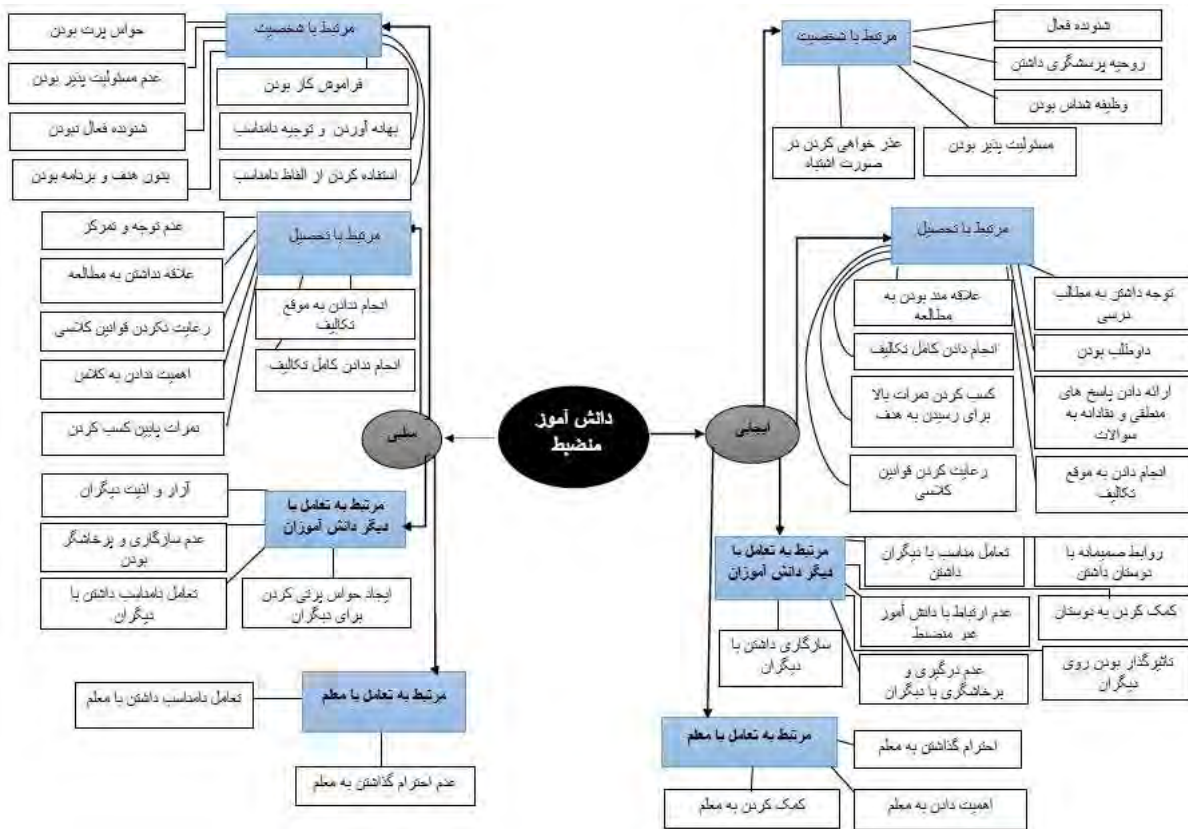 دانش آموز
منضبط
ایجابی
مرتبط با شخصیت
شنونده فعال
روحیه پرسشگری داشتن
وظیفه شناس بودن
مسئولیت پذیر بودن
عذر خواهی کردن در
صورت اشتباه
مرتبط با تحصیل
توجه داشتن به مطالب
درسی
داوطلب بودن
ارائه دادن پاسخ های
منطقی و نقادانه به
سوالات
انجام دادن به موقع
تکالیف
علاقه مند بودن به
مطالعه
انجام دادن کامل تکالیف
کسب کردن نمرات بالا
برای رسیدن به هدف
رعایت کردن قوانین
کلاسی
مرتبط به تعامل با
دیگر دانش آموزان
روابط صمیمانه با
دوستان داشتن
کمک کردن به دوستان
تاثیرگذار بودن روی
دیگران
تعامل مناسب با دیگران
داشتن
عدم ارتباط با دانش آموز
غیر منضبط
عدم درگیری و
پرخاشگری با دیگران
سازگاری داشتن با
دیگران
مرتبط به تعامل با معلم
احترام گذاشتن به معلم
اهمیت دادن به معلم
کمک کردن به معلم
سلبی
مرتبط با شخصیت
فراموش کار بودن
بهانه آوردن و توجیه نامناسب
استفاده کردن از الفاظ نامناسب
حواس پرت بودن
عدم مسئولیت پذیر بودن
شنونده فعال نبودن
بدون هدف و برنامه بودن
مرتبط با تحصیل
انجام ندادن به موقع
تکالیف
انجام ندادن کامل تکالیف
عدم توجه و تمرکز
علاقه نداشتن به مطالعه
رعایت نکردن قوانین کلاسی
اهمیت ندادن به کلاس
نمرات پایین کسب کردن
مرتبط به تعامل با
دیگر دانش آموزان
آزار و اذیت دیگران
عدم سازگاری و پرخاشگر
بودن
تعامل نامناسب داشتن با
دیگران
ایجاد حواس پرتی کردن
برای دیگران
مرتبط به تعامل با معلم
تعامل نامناسب داشتن با معلم
عدم احترام گذاشتن به معلم